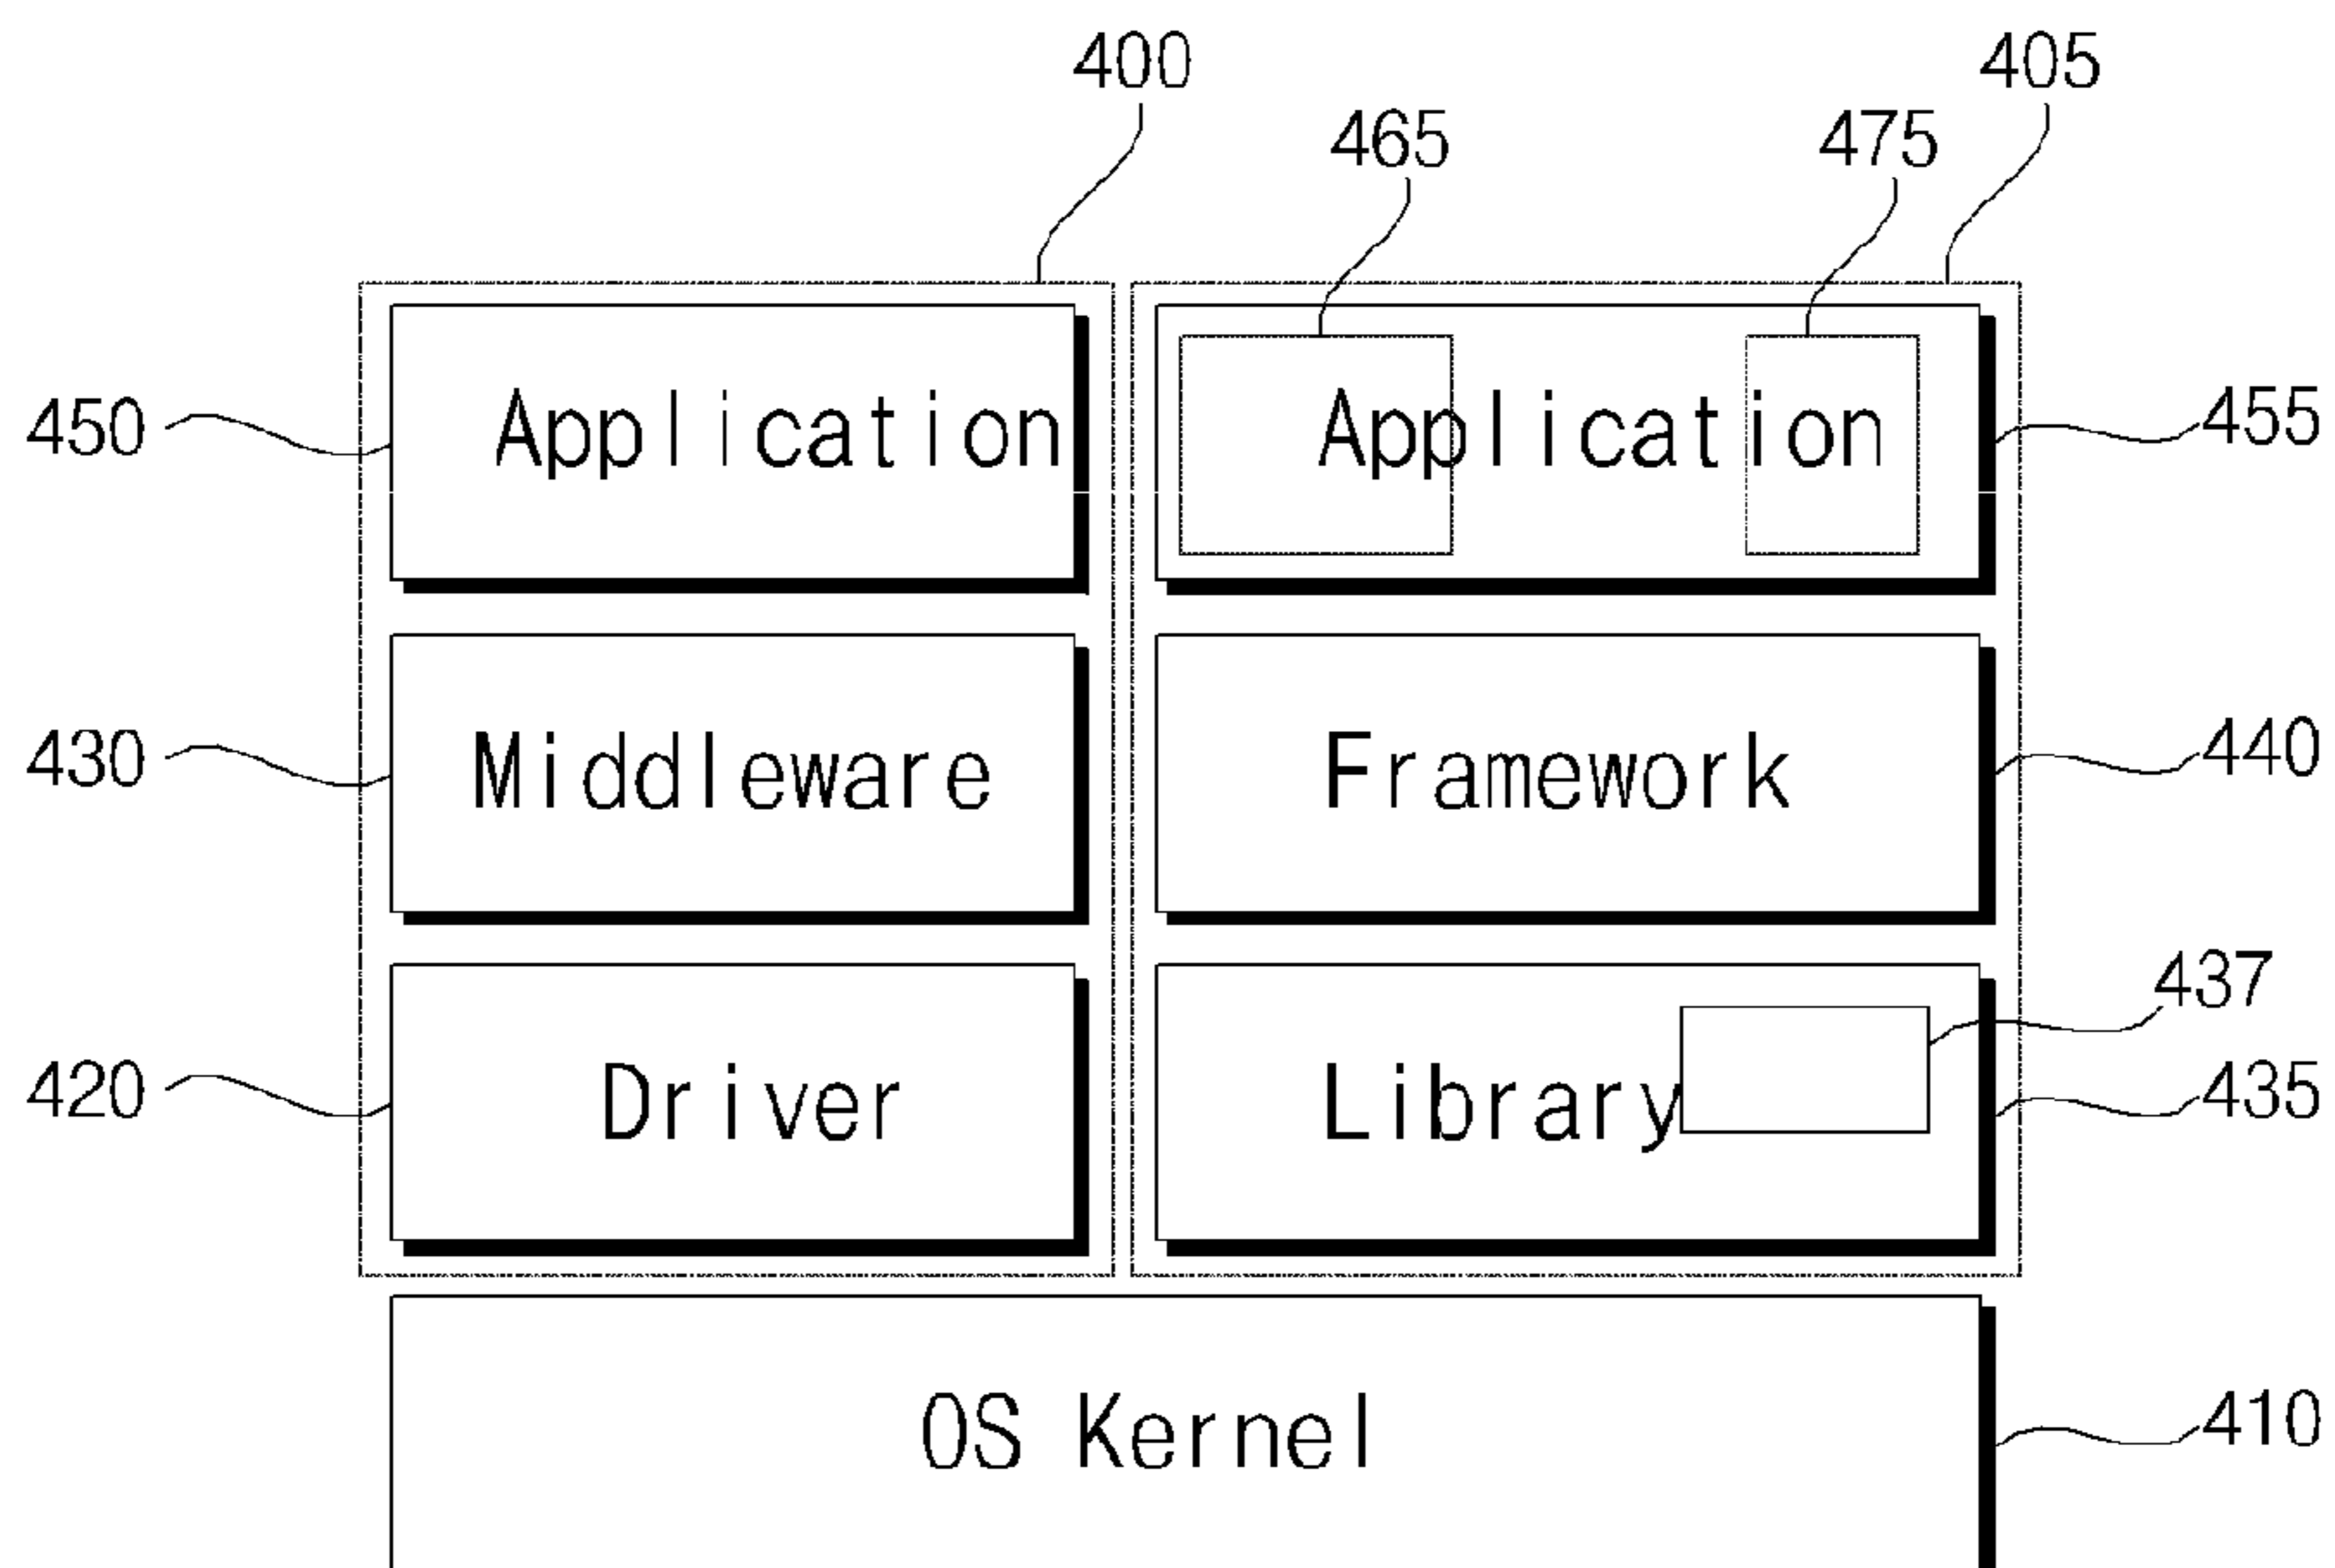 400 405
465 475
450 Application Application 455
430 Middleware Framework 440
437
420 Driver Library 435
OS Kernel 410